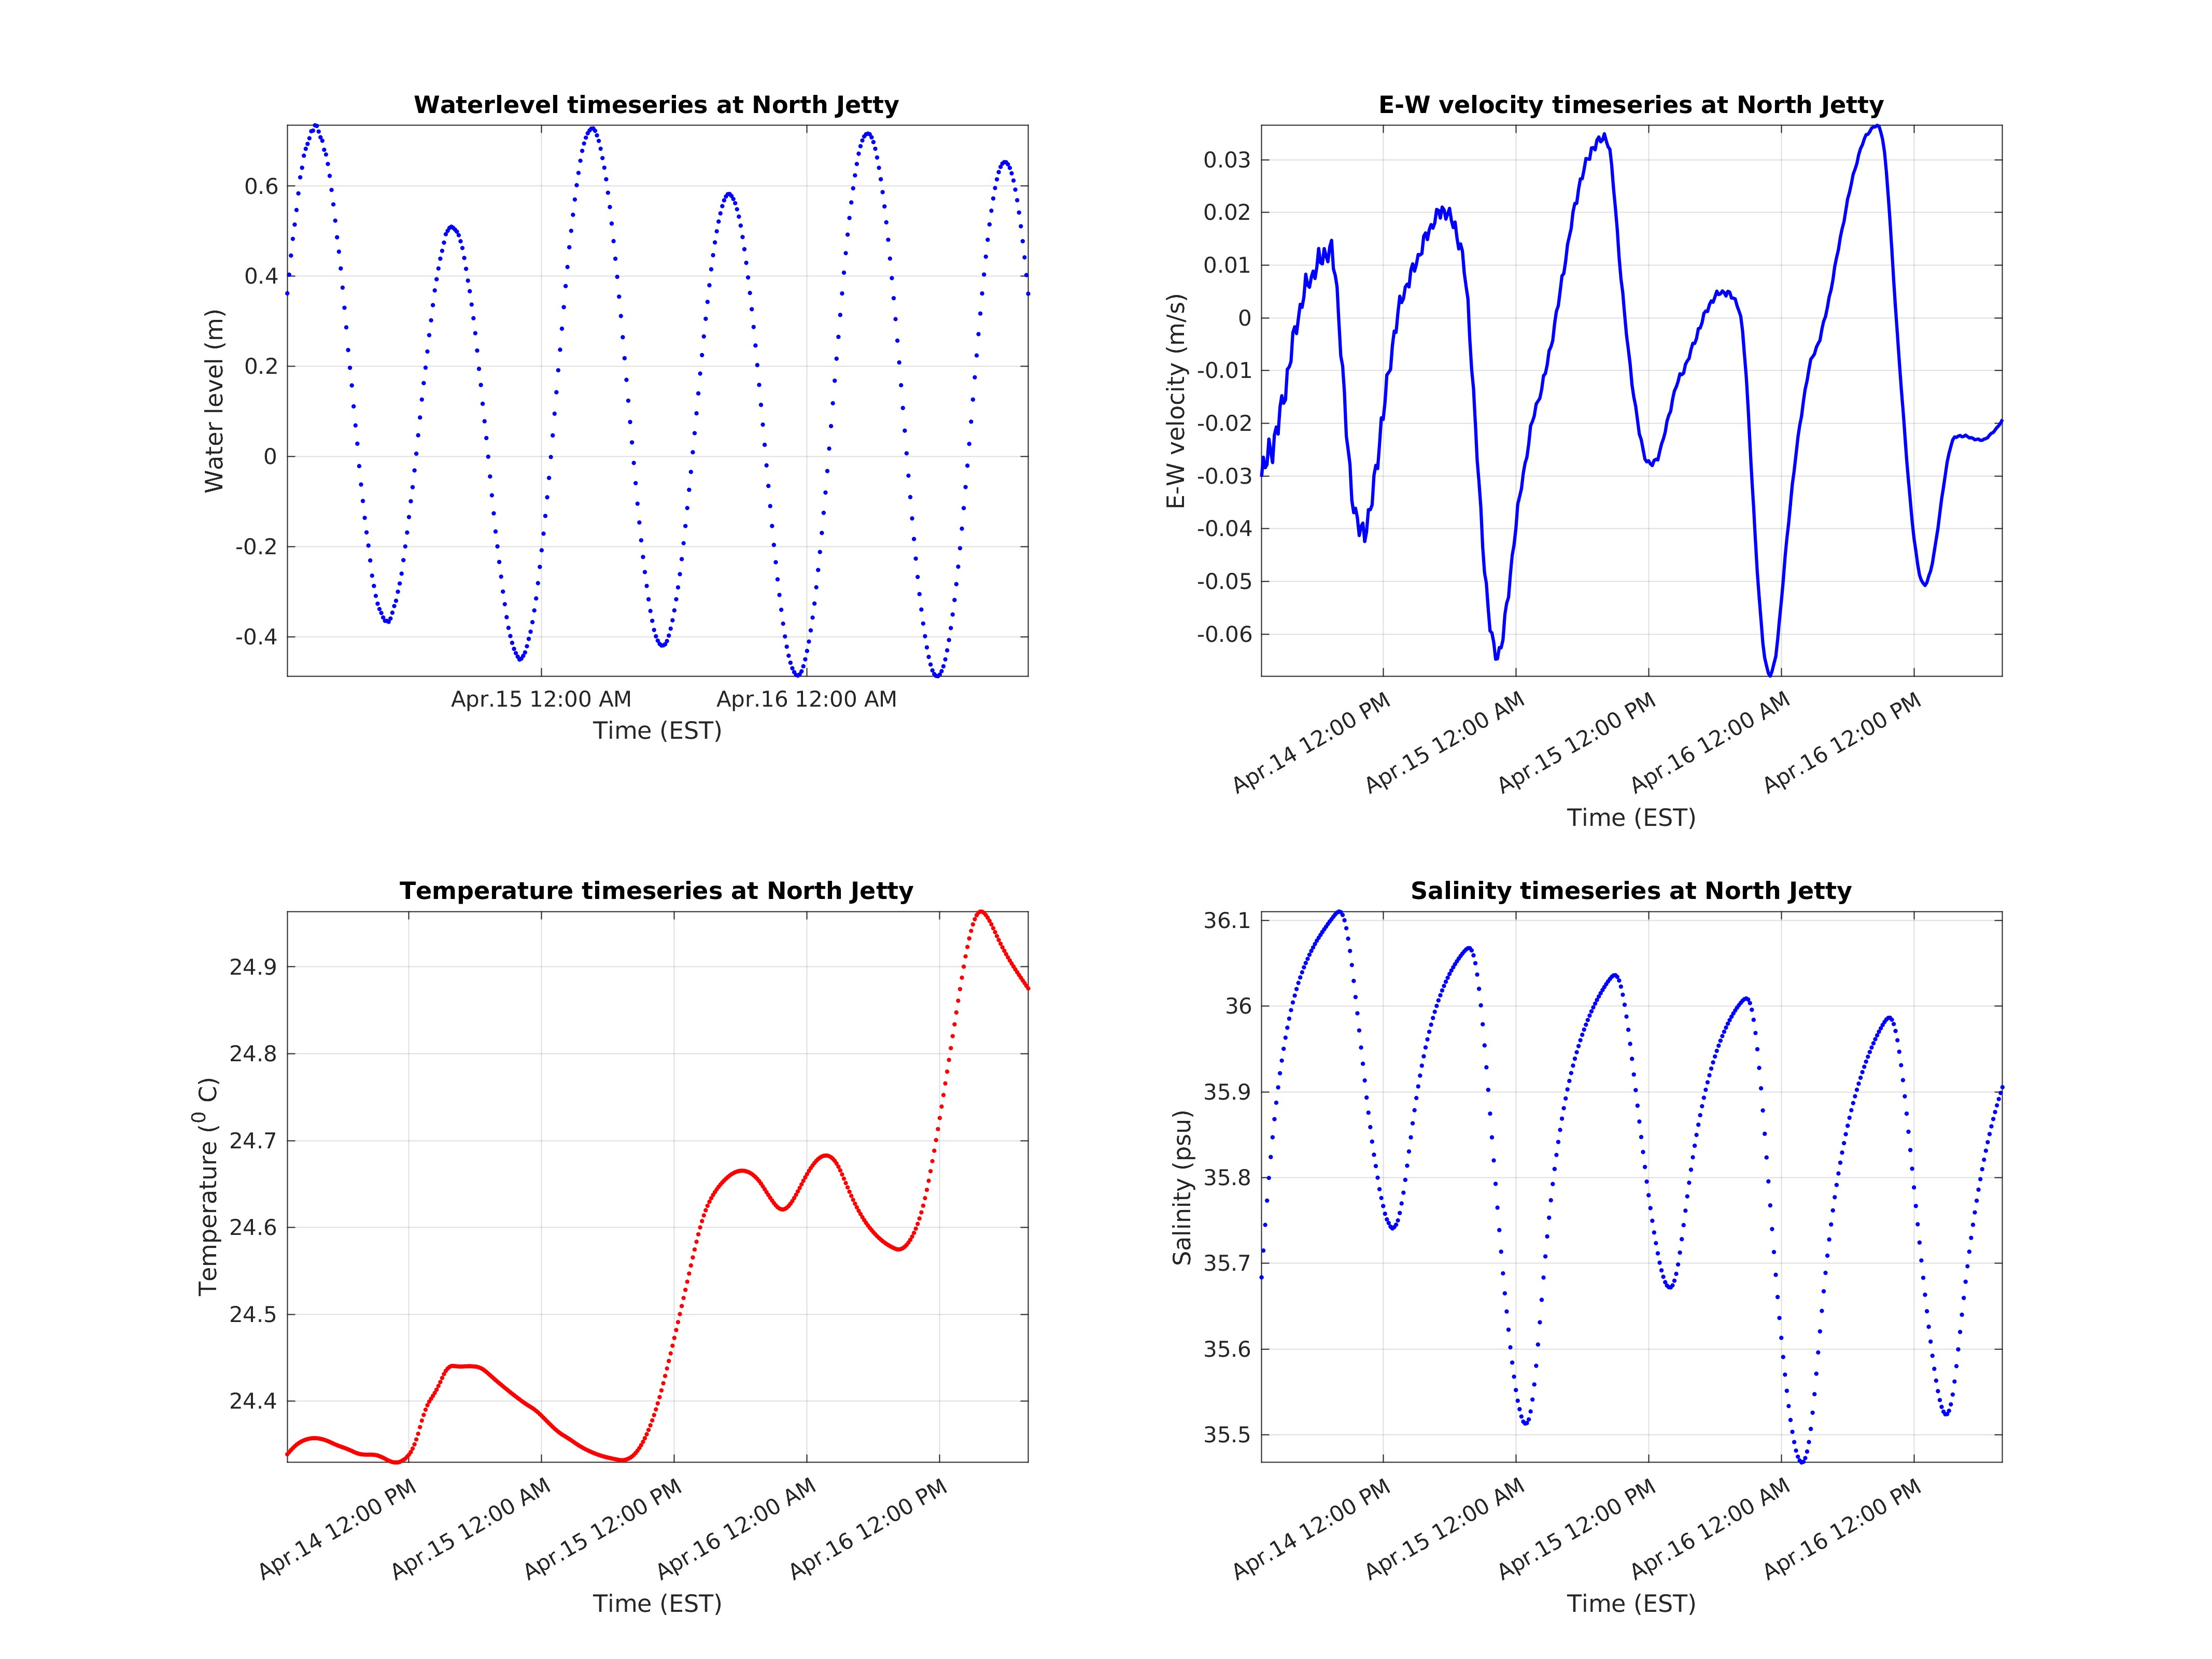 Waterlevel timeseries at North Jetty
Water level (m)
0.6
0.4
0.2
0
-0.2
-0.4
Apr.15 12:00 AM
Apr.16 12:00 AM
Time (EST)
E-W velocity timeseries at North Jetty
E-W velocity (m/s)
0.03
0.02
0.01
0
-0.01
-0.02
-0.03
-0.04
-0.05
-0.06
Apr.14 12:00 PM
Apr.15 12:00 AM
Apr.15 12:00 PM
Apr.16 12:00 AM
Apr.16 12:00 PM
Time (EST)
Temperature timeseries at North Jetty
Temperature (⁰ C)
24.9
24.8
24.7
24.6
24.5
24.4
Apr.14 12:00 PM
Apr.15 12:00 AM
Apr.15 12:00 PM
Apr.16 12:00 AM
Apr.16 12:00 PM
Time (EST)
Salinity timeseries at North Jetty
Salinity (psu)
36.1
36
35.9
35.8
35.7
35.6
35.5
Apr.14 12:00 PM
Apr.15 12:00 AM
Apr.15 12:00 PM
Apr.16 12:00 AM
Apr.16 12:00 PM
Time (EST)